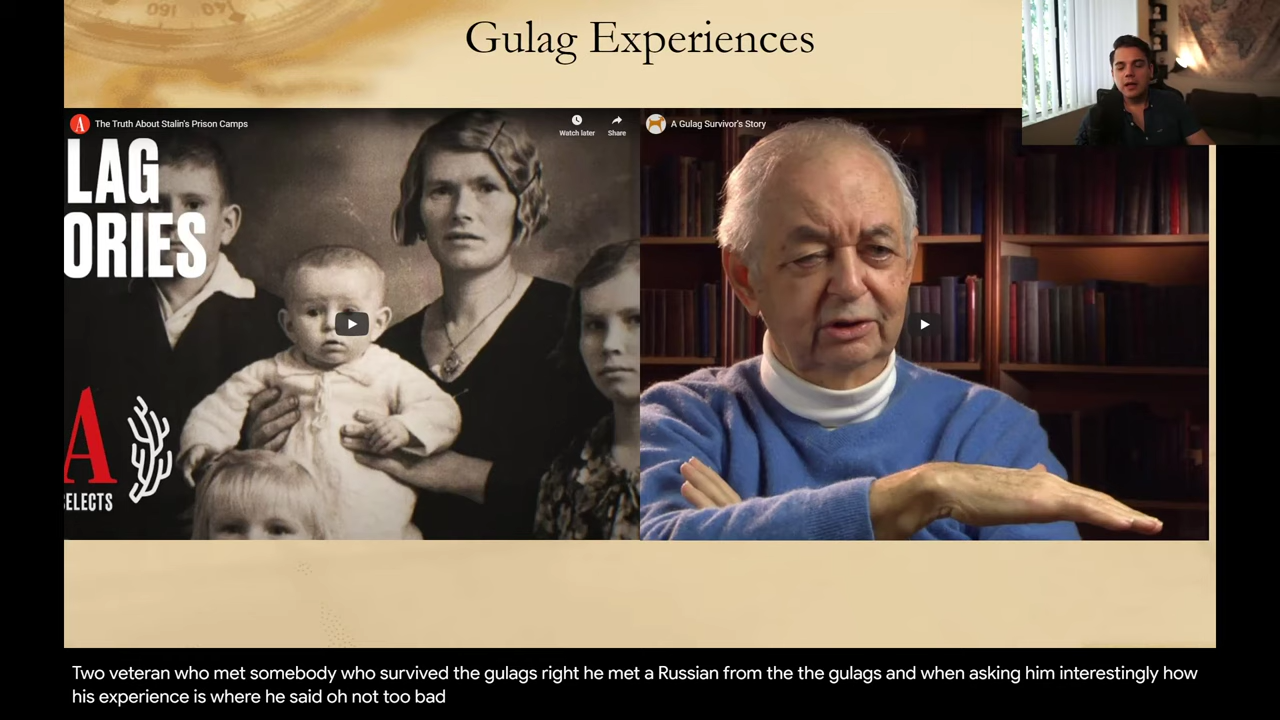 Gulag Experiences
The Truth About Stalin's Prison Camps
Watch later
Share
A Gulag Survivor's Story
LAG
ORIES
A
SELECTS
Two veteran who met somebody who survived the gulags right he met a Russian from the the gulags and when asking him interestingly how
his experience is where he said oh not too bad